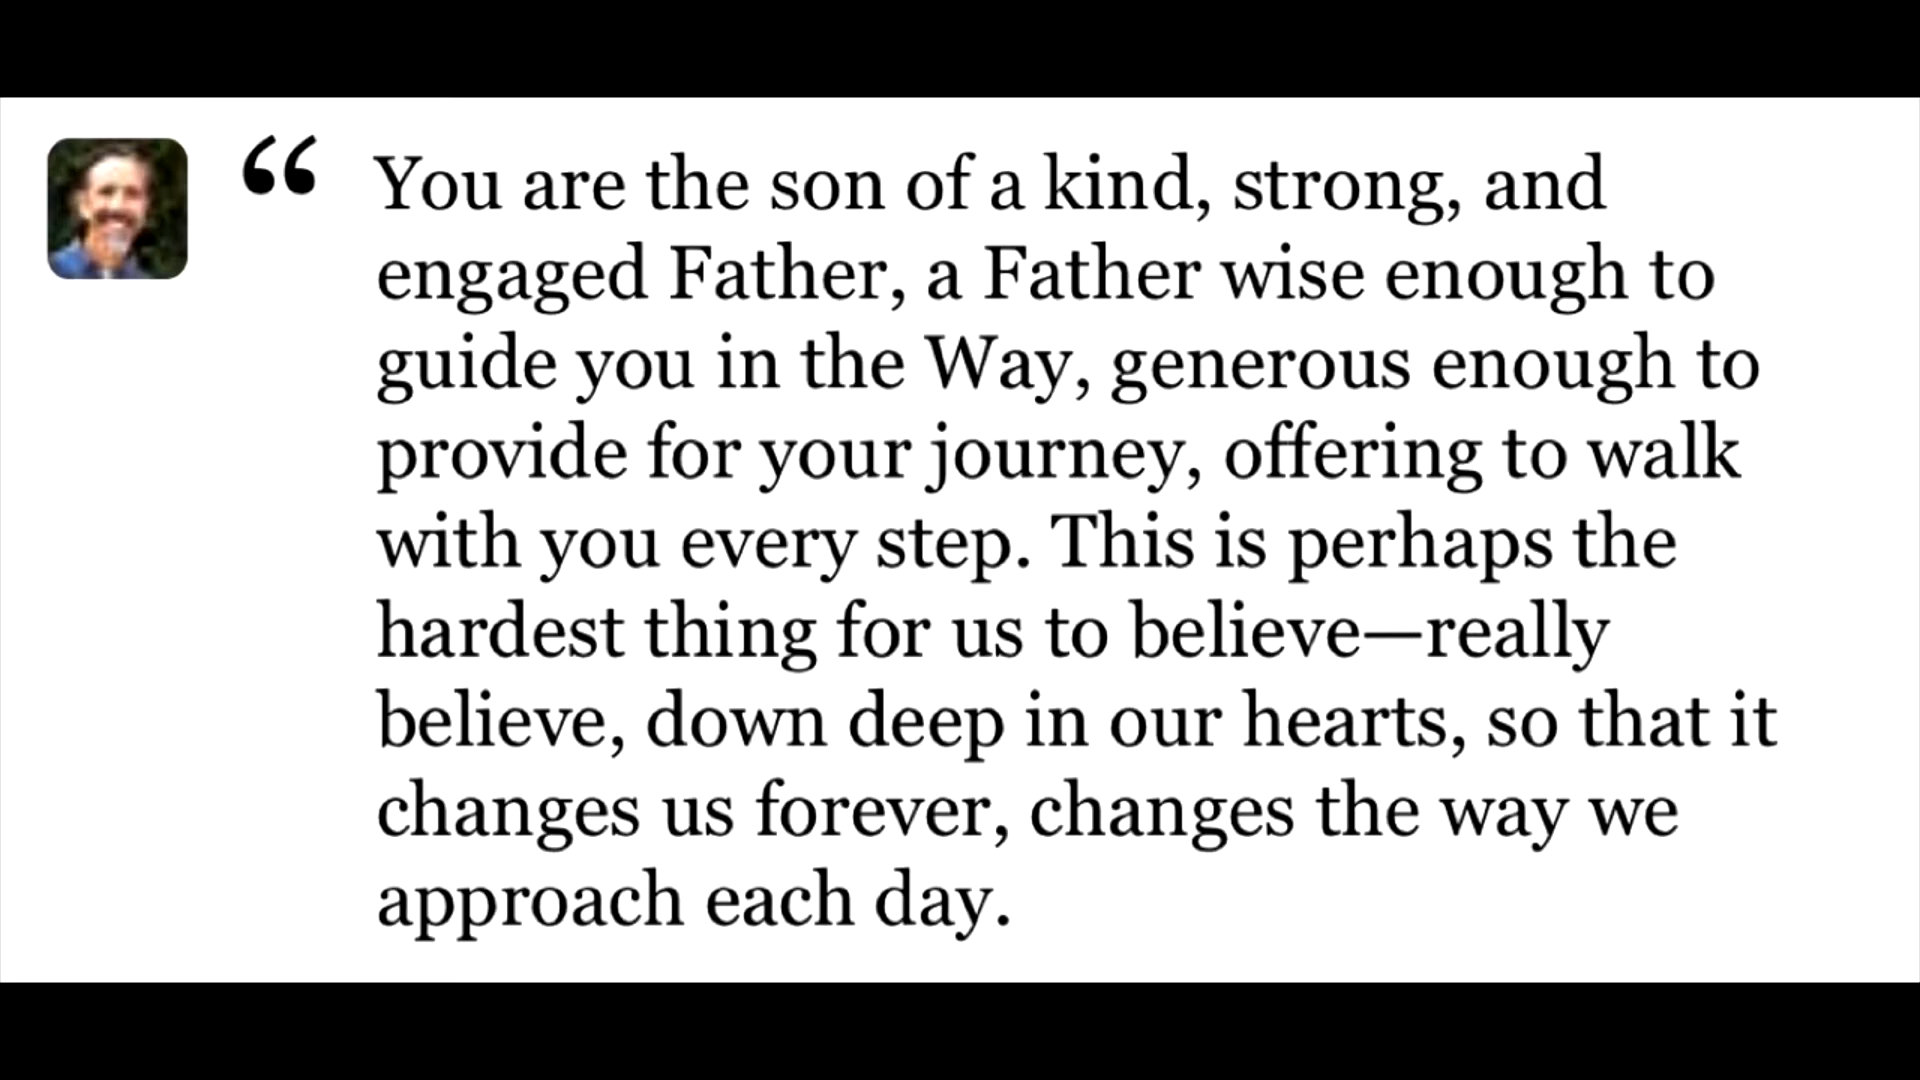 “ You are the son of a kind, strong, and
engaged Father, a Father wise enough to
guide you in the Way, generous enough to
provide for your journey, offering to walk
with you every step. This is perhaps the
hardest thing for us to believe—really
believe, down deep in our hearts, so that it
changes us forever, changes the way we
approach each day.